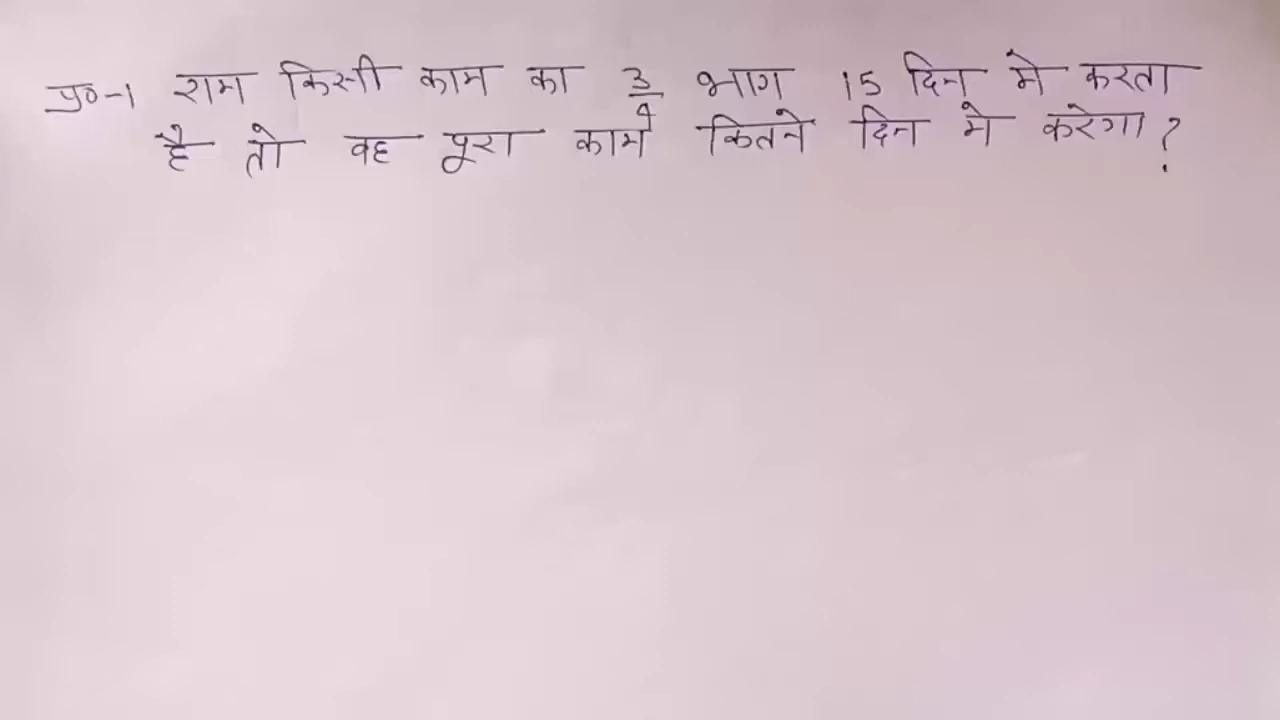 प्र०-1 राम किसी काम का 3/4 भाग 15 दिन मे करता
है तो वह पूरा काम कितने दिन मे करेगा ?